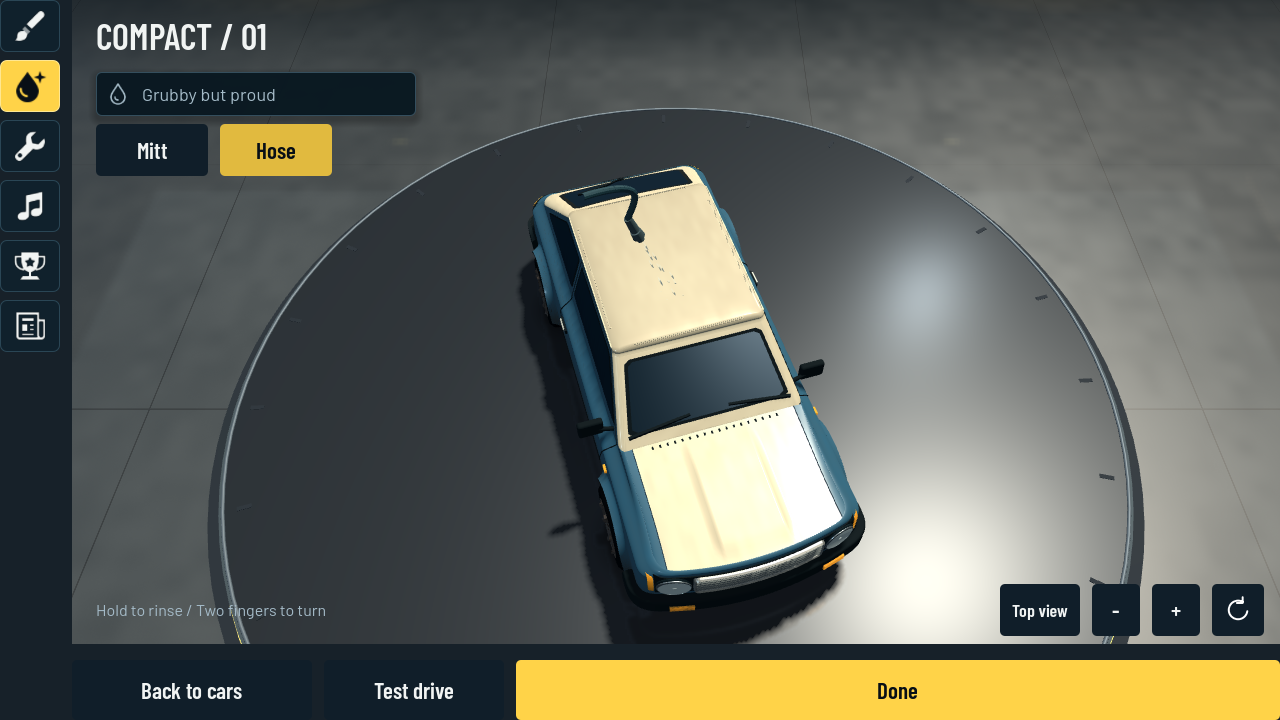 COMPACT / 01
Grubby but proud
Mitt
Hose
Hold to rinse / Two fingers to turn
Top view
-
+
Back to cars
Test drive
Done